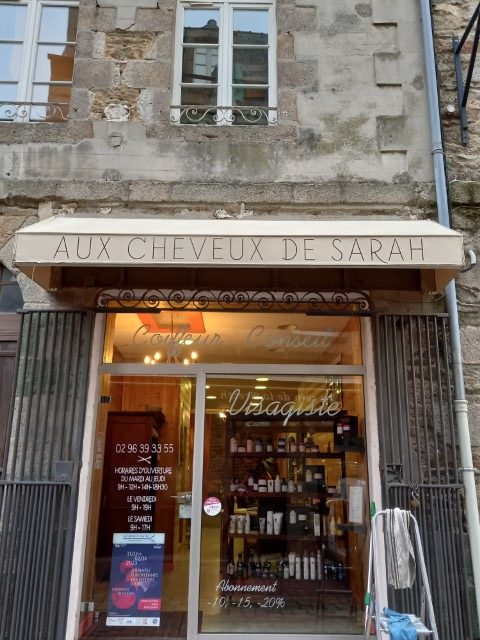 AUX CHEVEUX DE SARAH
Coiffeur Conseil
Visagiste
02 96 39 33 55
HORAIRES D'OUVERTURE
DU MARDI AU JEUDI
9H - 12H • 14H-18H30
LE VENDREDI
9H - 19H
LE SAMEDI
9H - 17H
Abonnement
-10, -15, -20%